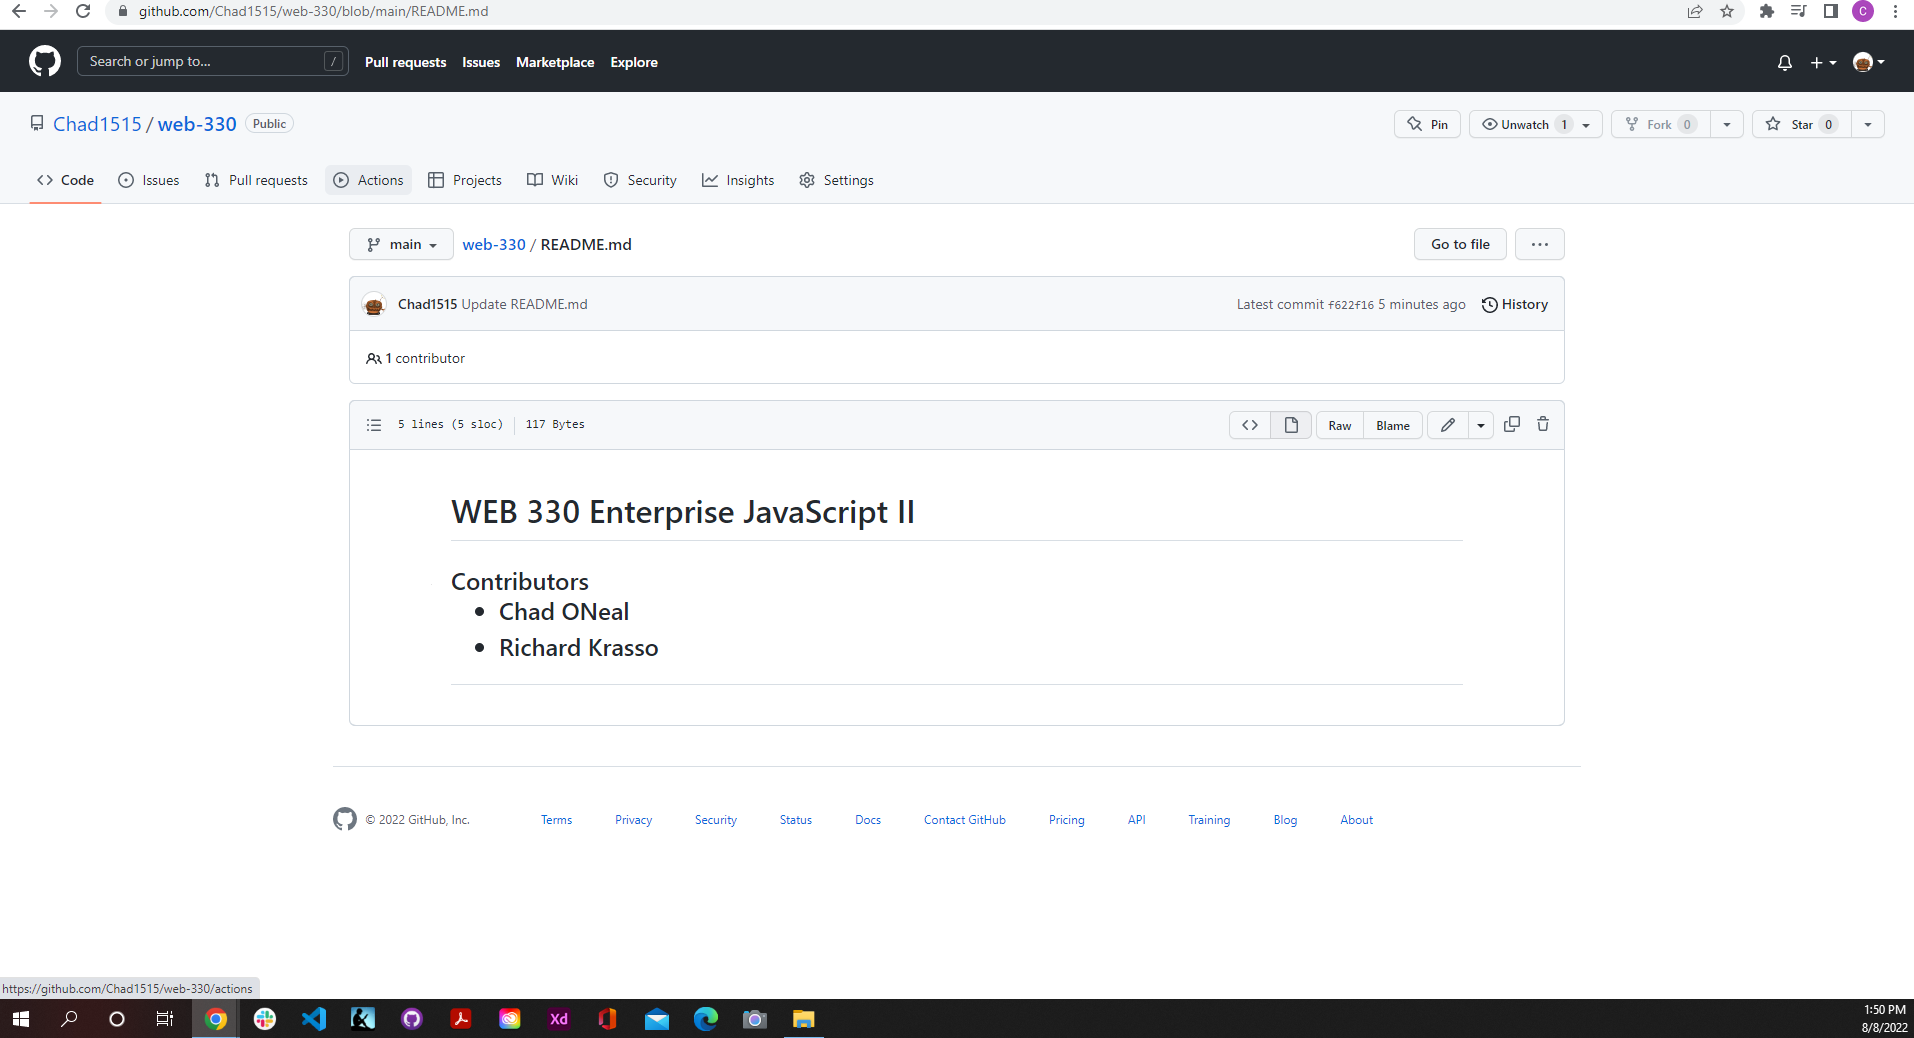 github.com/Chad1515/web-330/blob/main/README.md
C
Search or jump to... / Pull requests Issues Marketplace Explore
Chad1515 / web-330 Public Pin Unwatch 1 Fork 0 Star 0
Code Issues Pull requests Actions Projects Wiki Security Insights Settings
main web-330 / README.md Go to file ...
Chad1515 Update README.md Latest commit f622f16 5 minutes ago History
1 contributor
5 lines (5 sloc) 117 Bytes <> Raw Blame
WEB 330 Enterprise JavaScript II
Contributors
• Chad ONeal
• Richard Krasso
© 2022 GitHub, Inc. Terms Privacy Security Status Docs Contact GitHub Pricing API Training Blog About
https://github.com/Chad1515/web-330/actions
Xd
1:50 PM
8/8/2022